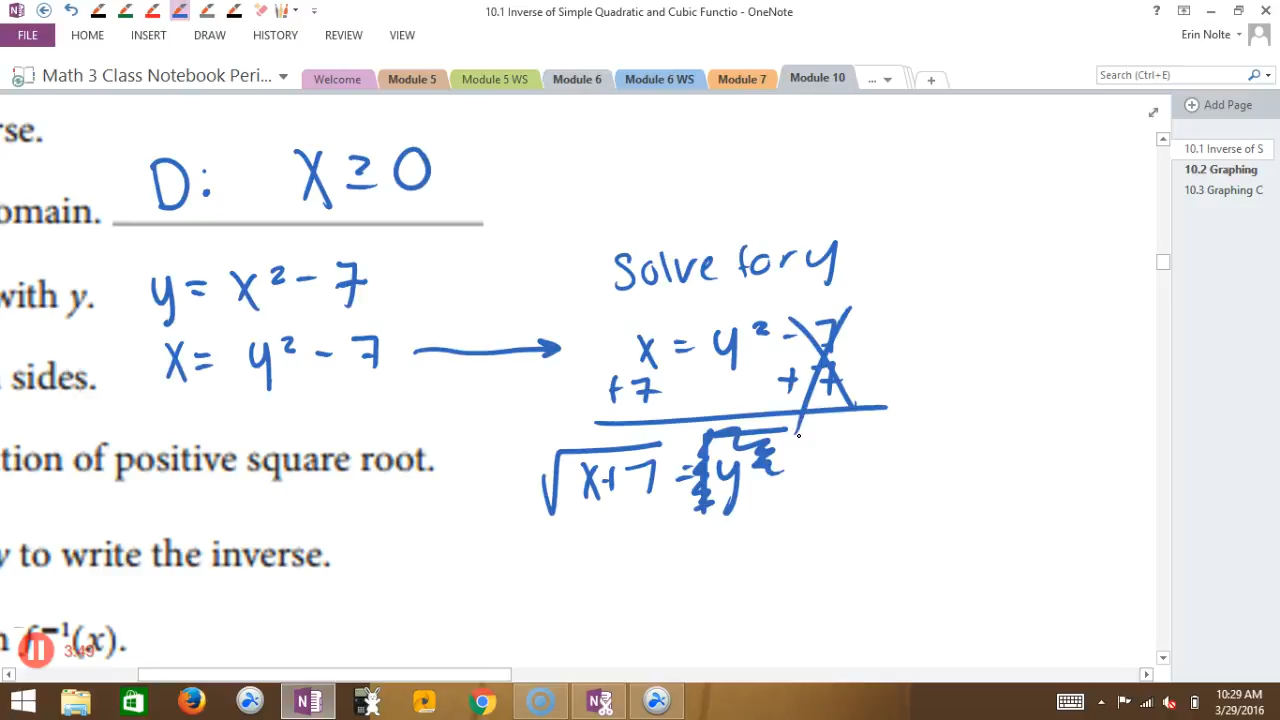 10.1 Inverse of Simple Quadratic and Cubic Functio - OneNote
FILE HOME INSERT DRAW HISTORY REVIEW VIEW
Erin Nolte
Math 3 Class Notebook Peri...
Welcome Module 5 Module 5 WS Module 6 Module 6 WS Module 7 Module 10 ...
Search (Ctrl+E)
Add Page
10.1 Inverse of S
10.2 Graphing
10.3 Graphing C
rse.
D: X ≥ 0
omain.
y = x² - 7
with y.
x = y² - 7
sides.
Solve for y
x = y² - 7
+7 + 7
√x+7 = √y²
tion of positive square root.
y to write the inverse.
f⁻¹(x).
3:49
10:29 AM
3/29/2016